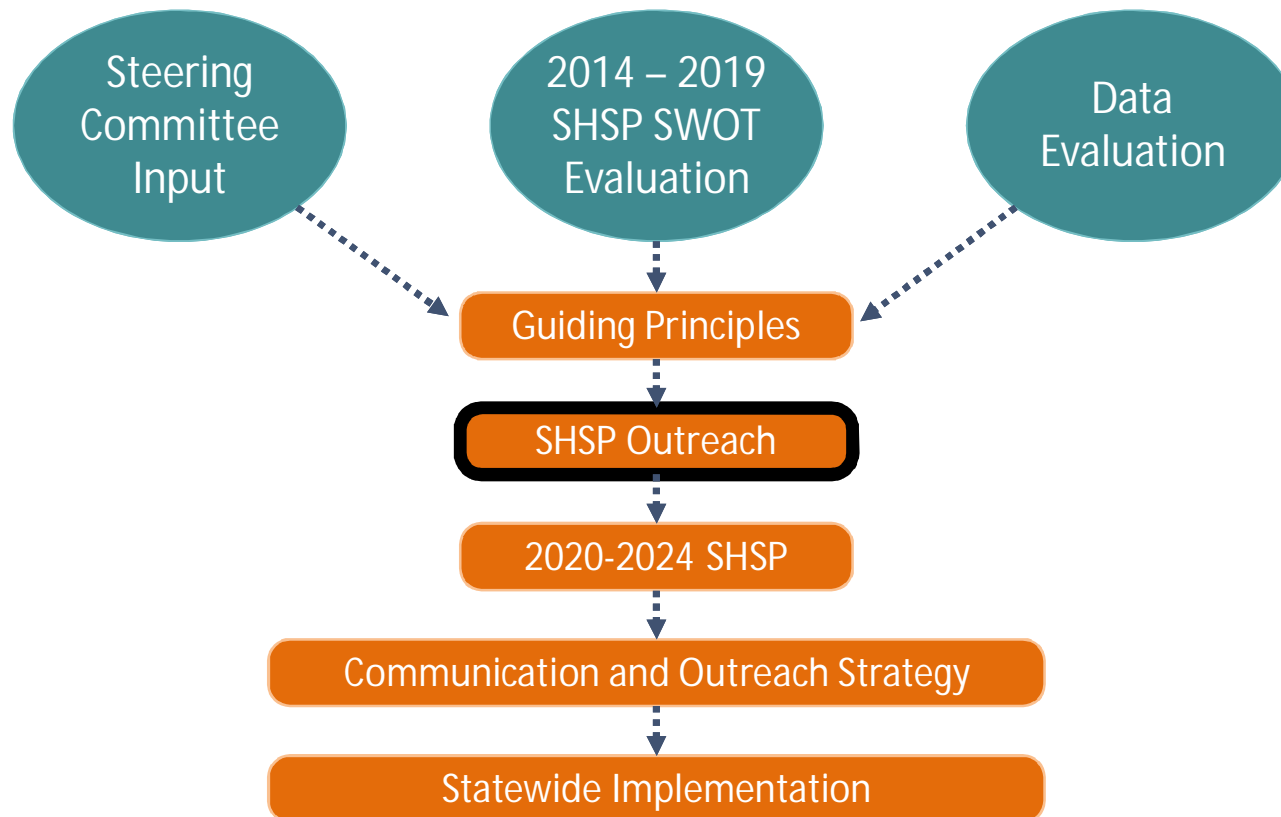 Steering
Committee
Input
2014 – 2019
SHSP SWOT
Evaluation
Data
Evaluation
Guiding Principles
SHSP Outreach
2020-2024 SHSP
Communication and Outreach Strategy
Statewide Implementation